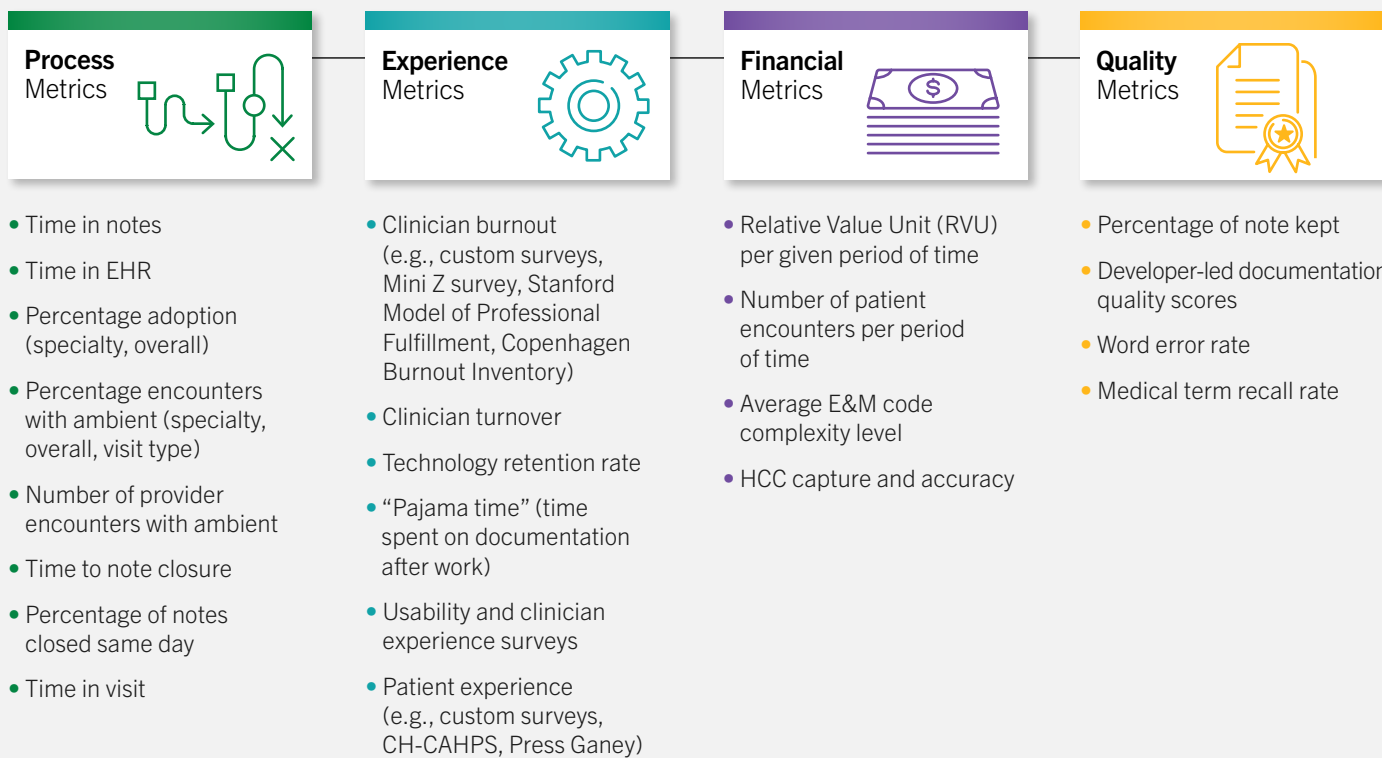 Process
Metrics
Experience
Metrics
Financial
Metrics
Quality
Metrics
• Time in notes
• Time in EHR
• Percentage adoption
(specialty, overall)
• Percentage encounters
with ambient (specialty,
overall, visit type)
• Number of provider
encounters with ambient
• Time to note closure
• Percentage of notes
closed same day
• Time in visit
• Clinician burnout
(e.g., custom surveys,
Mini Z survey, Stanford
Model of Professional
Fulfillment, Copenhagen
Burnout Inventory)
• Clinician turnover
• Technology retention rate
• “Pajama time” (time
spent on documentation
after work)
• Usability and clinician
experience surveys
• Patient experience
(e.g., custom surveys,
CH-CAHPS, Press Ganey)
• Relative Value Unit (RVU)
per given period of time
• Number of patient
encounters per period
of time
• Average E&M code
complexity level
• HCC capture and accuracy
• Percentage of note kept
• Developer-led documentation
quality scores
• Word error rate
• Medical term recall rate
$